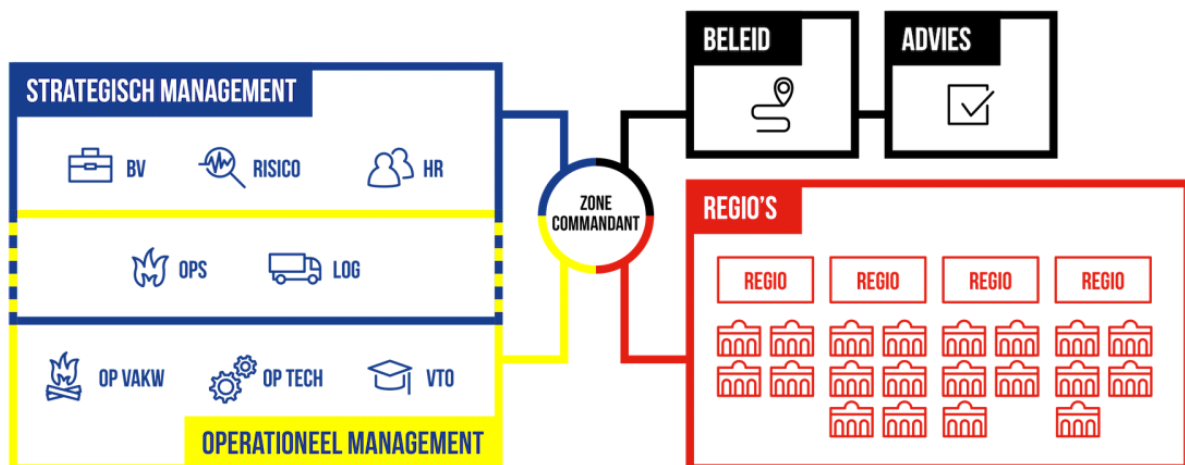 STRATEGISCH MANAGEMENT
BV
RISICO
HR
OPS
LOG
OP VAKW
OP TECH
VTO
OPERATIONEEL MANAGEMENT
ZONE
COMMANDANT
BELEID
ADVIES
REGIO'S
REGIO
REGIO
REGIO
REGIO